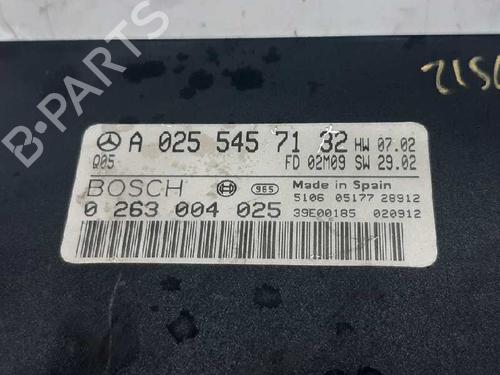 A 025 545 71 32 HW 07.02
Q05 FD 02M09 SW 29.02
BOSCH 965 Made in Spain
5106 05177 28912
0 263 004 025 39E00185 020912
B-PARTS